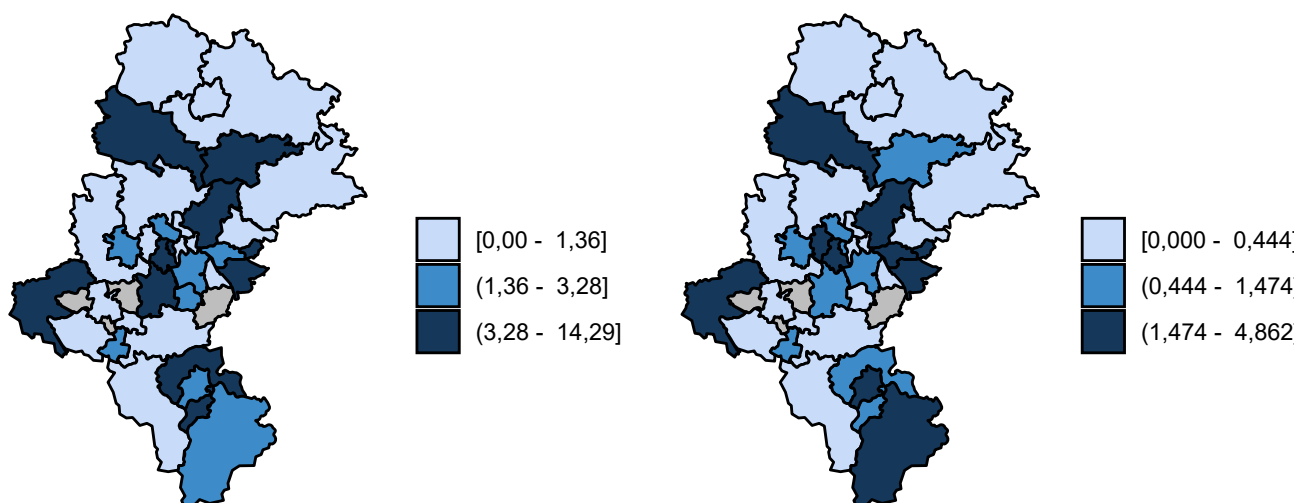 [0,00 - 1,36]
(1,36 - 3,28]
(3,28 - 14,29]
[0,000 - 0,444]
(0,444 - 1,474]
(1,474 - 4,862]